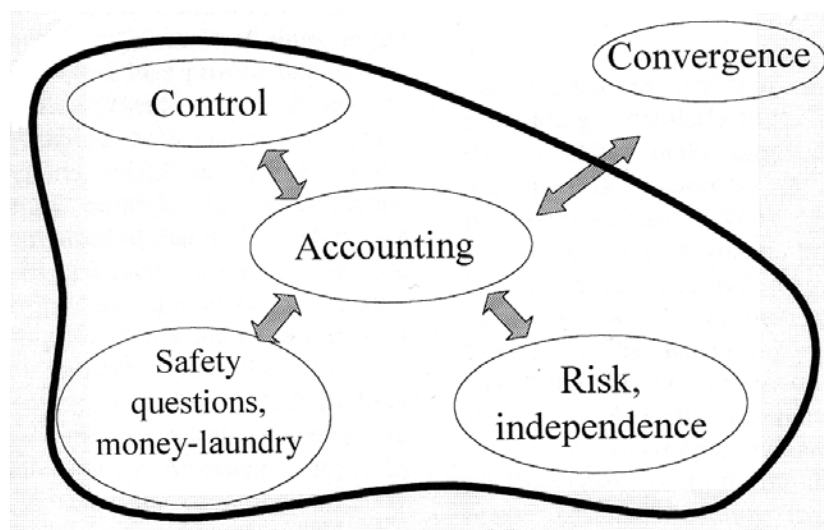 Convergence
Control
Accounting
Safety
questions,
money-laundry
Risk,
independence